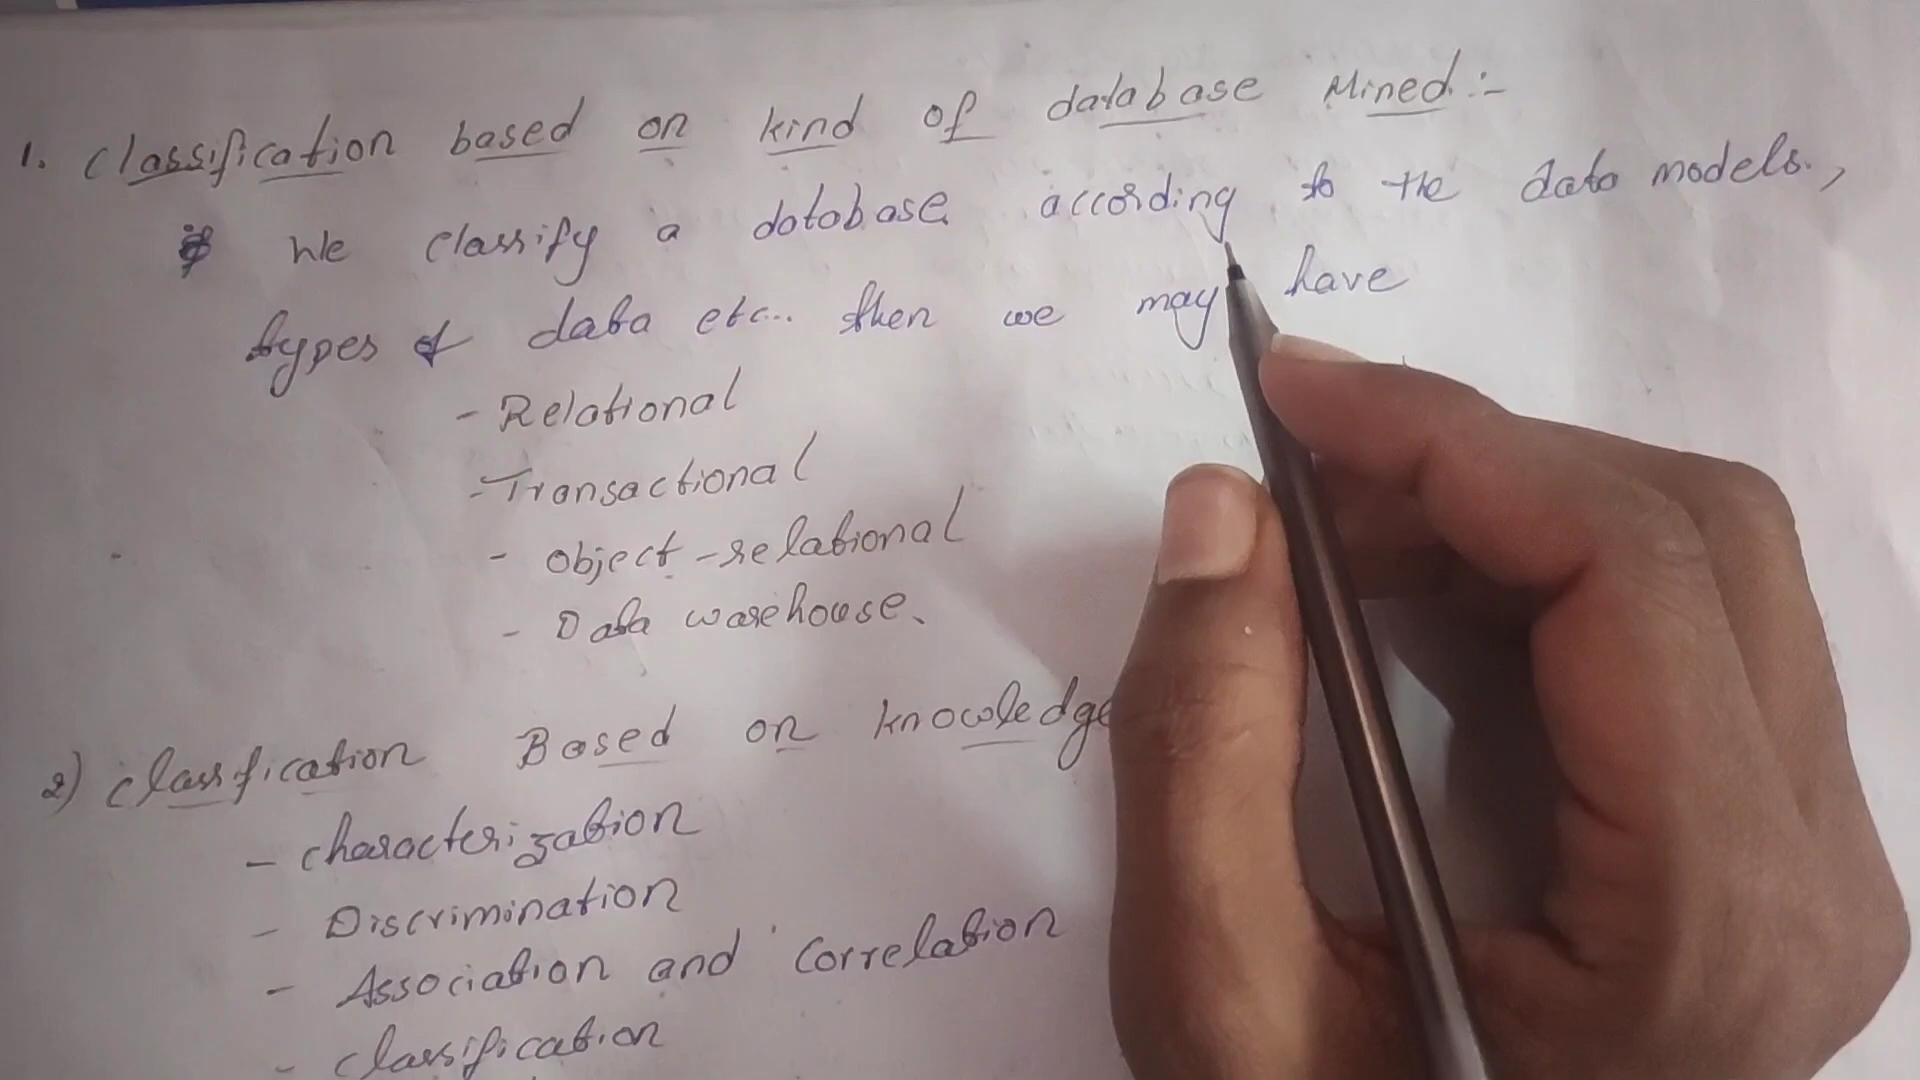 1. Classification based on kind of database Mined :-
if We classify a database according to the data models.,
types of data etc... then we may have
- Relational
- Transactional
- Object-relational
- Data warehouse.
2) Classification Based on knowledge
- Characterization
- Discrimination
- Association and Correlation
- Classification